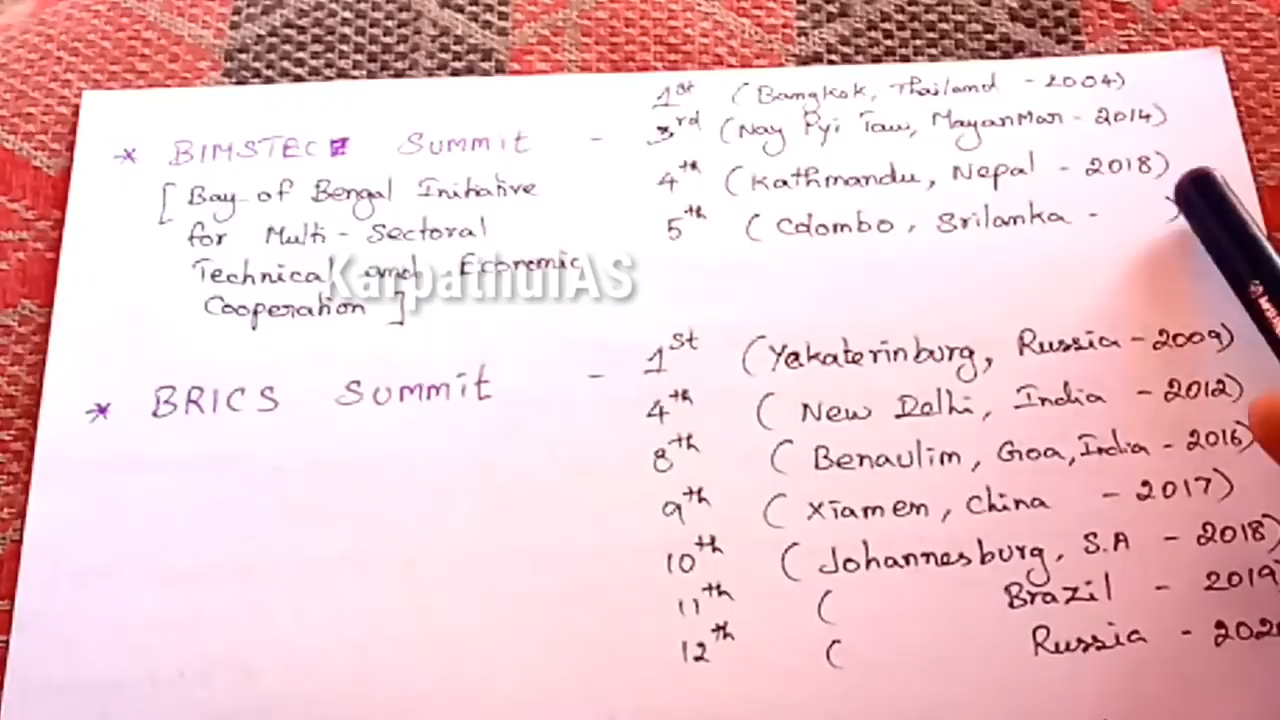 1st (Bangkok, Thailand - 2004)
* BIMSTEC Summit - 3rd (Nay Pyi Taw, MayanMar - 2014)
[Bay of Bengal Initiative 4th (Kathmandu, Nepal - 2018)
for Multi-Sectoral 5th (Colombo, Srilanka - )
Technical and Economic
KarpathuIAS
Cooperation]
* BRICS Summit - 1st (Yekaterinburg, Russia - 2009)
4th (New Delhi, India - 2012)
8th (Benaulim, Goa, India - 2016)
9th (Xiamen, China - 2017)
10th (Johannesburg, S.A - 2018)
11th ( Brazil - 2019
12th ( Russia - 202